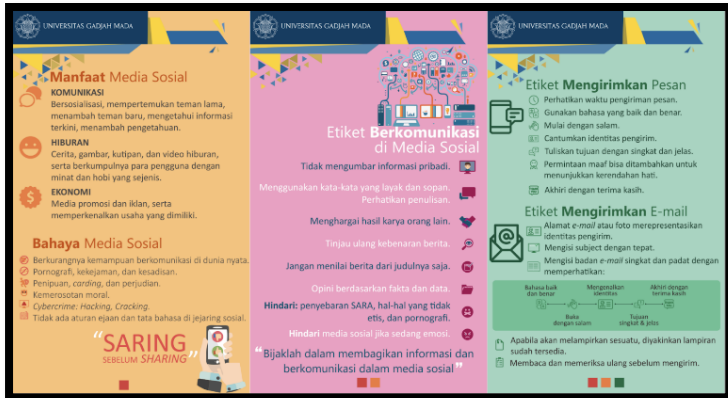 UNIVERSITAS GADJAH MADA
Manfaat Media Sosial
KOMUNIKASI
Bersosialisasi, mempertemukan teman lama,
menambah teman baru, mengetahui informasi
terkini, menambah pengetahuan.
HIBURAN
Cerita, gambar, kutipan, dan video hiburan,
serta berkumpulnya para pengguna dengan
minat dan hobi yang sejenis.
EKONOMI
Media promosi dan iklan, serta
memperkenalkan usaha yang dimiliki.
Bahaya Media Sosial
Berkurangnya kemampuan berkomunikasi di dunia nyata.
Pornografi, kekejaman, dan kesadisan.
Penipuan, carding, dan perjudian.
Kemerosotan moral.
Cybercrime: Hacking, Cracking.
Tidak ada aturan ejaan dan tata bahasa di jejaring sosial.
“SARING
SEBELUM SHARING”
UNIVERSITAS GADJAH MADA
Etiket Berkomunikasi
di Media Sosial
Tidak mengumbar informasi pribadi.
Menggunakan kata-kata yang layak dan sopan.
Perhatikan penulisan.
Menghargai hasil karya orang lain.
Tinjau ulang kebenaran berita.
Jangan menilai berita dari judulnya saja.
Opini berdasarkan fakta dan data.
Hindari: penyebaran SARA, hal-hal yang tidak
etis, dan pornografi.
Hindari media sosial jika sedang emosi.
“Bijaklah dalam membagikan informasi dan
berkomunikasi dalam media sosial”
UNIVERSITAS GADJAH MADA
Etiket Mengirimkan Pesan
Perhatikan waktu pengiriman pesan.
Gunakan bahasa yang baik dan benar.
Mulai dengan salam.
Cantumkan identitas pengirim.
Tuliskan tujuan dengan singkat dan jelas.
Permintaan maaf bisa ditambahkan untuk
menunjukkan kerendahan hati.
Akhiri dengan terima kasih.
Etiket Mengirimkan E-mail
Alamat e-mail atau foto merepresentasikan
identitas pengirim.
Mengisi subject dengan tepat.
Mengisi badan e-mail singkat dan padat dengan
memperhatikan:
Bahasa baik
dan benar
Mengenalkan
identitas
Akhiri dengan
terima kasih
Buka
dengan salam
Tujuan
singkat & jelas
Apabila akan melampirkan sesuatu, diyakinkan lampiran
sudah tersedia.
Membaca dan memeriksa ulang sebelum mengirim.